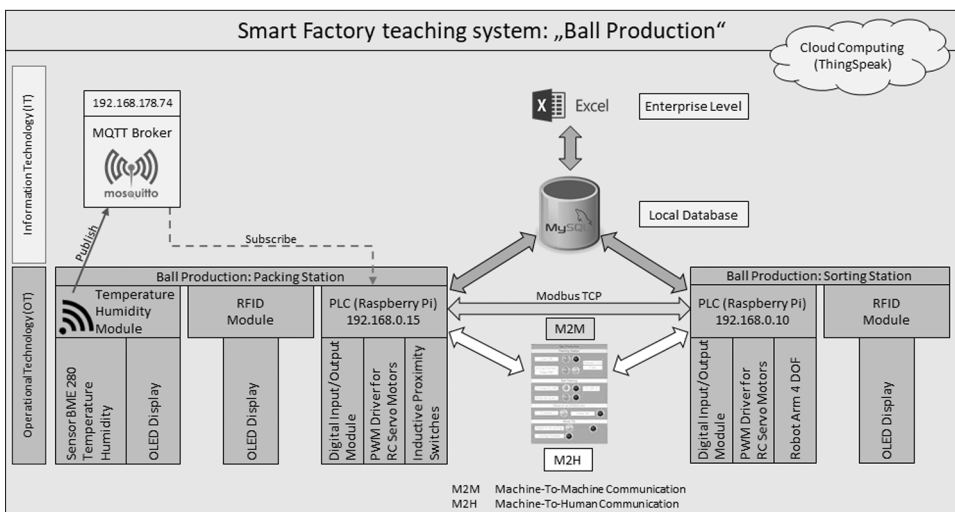 Smart Factory teaching system: „Ball Production“
Cloud Computing
(ThingSpeak)
Information Technology(IT)
192.168.178.74
MQTT Broker
mosquitto
Publish
Subscribe
Excel
Enterprise Level
MySQL
Local Database
Operational Technology(OT)
Ball Production: Packing Station
Temperature
Humidity
Module
RFID
Module
PLC (Raspberry Pi)
192.168.0.15
Sensor BME 280
Temperature
Humidity
OLED Display
OLED Display
Digital Input/Output
Module
PWM Driver for
RC Servo Motors
Inductive Proximity
Switches
Modbus TCP
M2M
M2H
Ball Production: Sorting Station
PLC (Raspberry Pi)
192.168.0.10
RFID
Module
Digital Input/Output
Module
PWM Driver for
RC Servo Motors
Robot Arm 4 DOF
OLED Display
M2M Machine-To-Machine Communication
M2H Machine-To-Human Communication